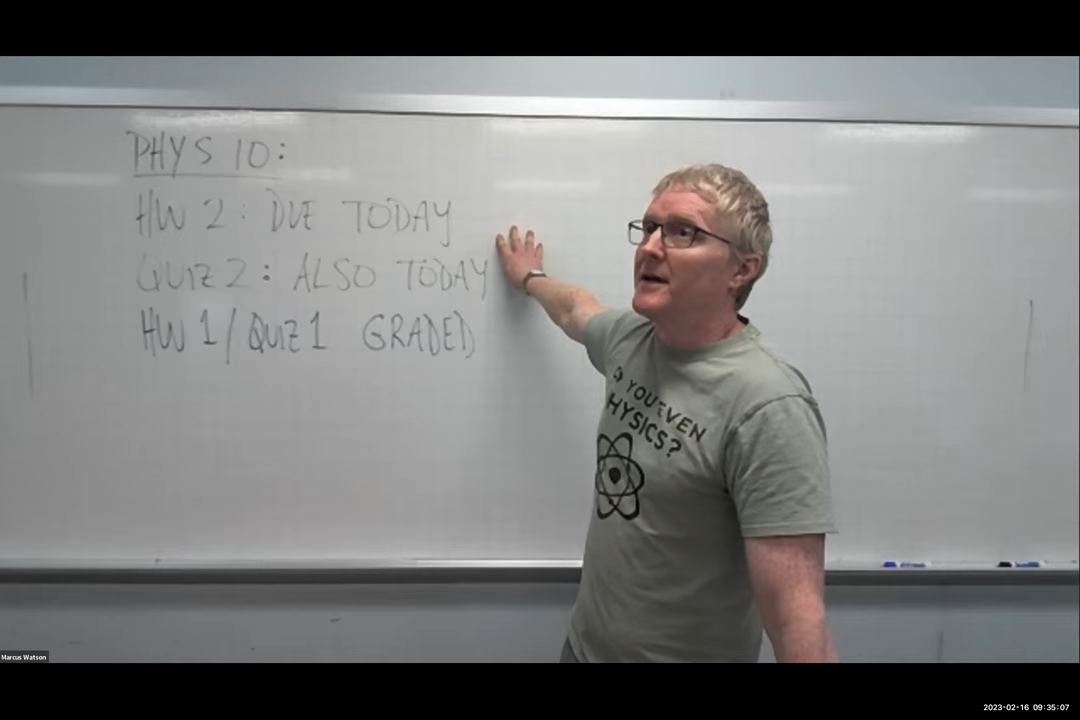 PHYS 10:
HW 2: DUE TODAY
QUIZ 2: ALSO TODAY
HW 1/QUIZ 1 GRADED
YOU EVEN
HYSICS?
Marcus Watson
2023-02-16 09:35:07